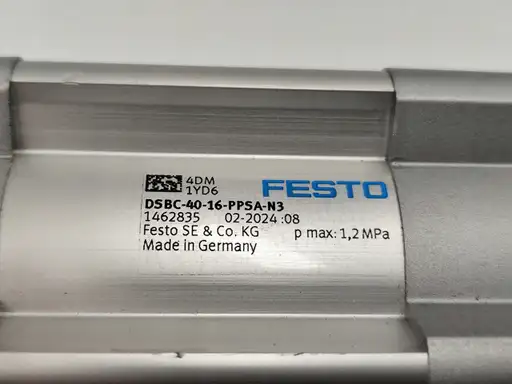 4DM
1YD6
FESTO
DSBC-40-16-PPSA-N3
1462835 02-2024 :08
Festo SE & Co. KG p max: 1,2 MPa
Made in Germany